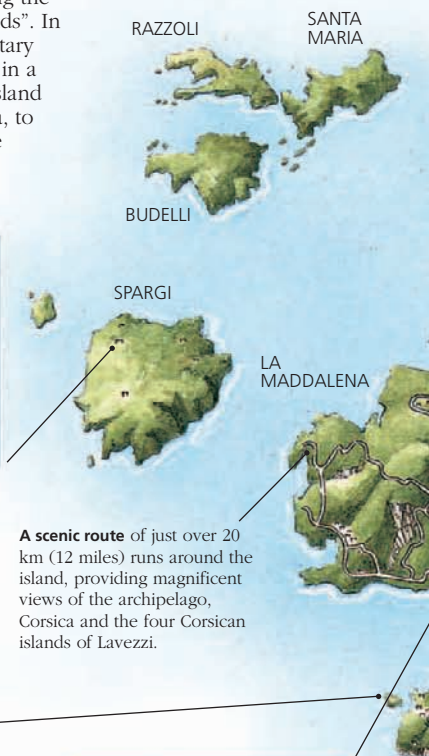 ng the
ds”. In
tary
in a
sland
, to
RAZZOLI
SANTA
MARIA
BUDELLI
SPARGI
LA
MADDALENA
A scenic route of just over 20
km (12 miles) runs around the
island, providing magnificent
views of the archipelago,
Corsica and the four Corsican
islands of Lavezzi.